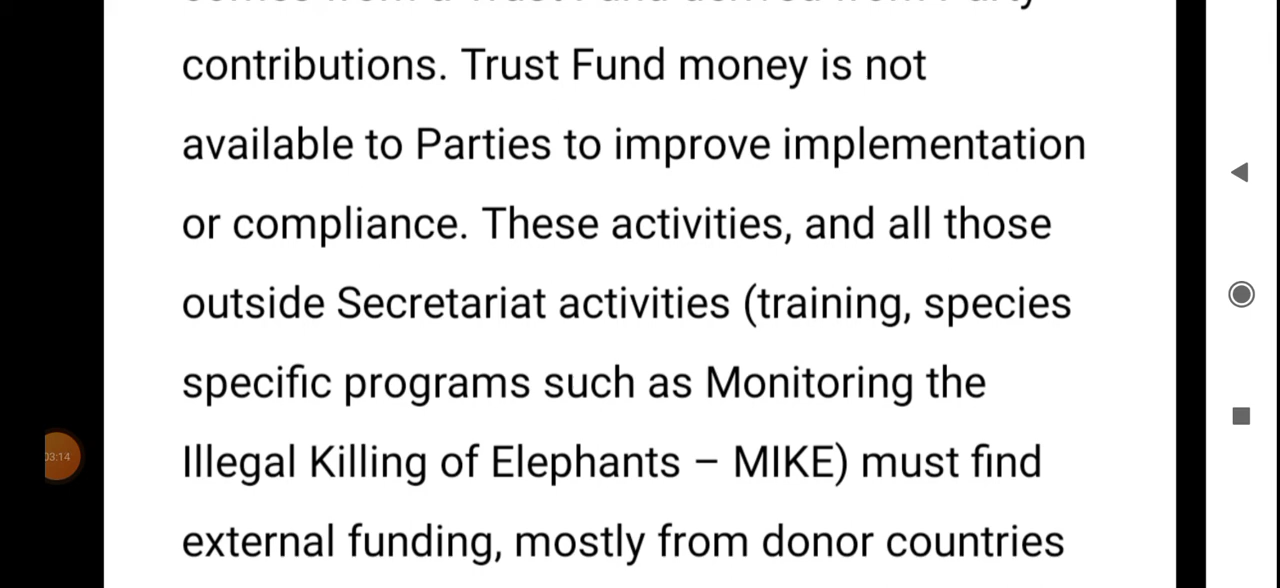 contributions. Trust Fund money is not
available to Parties to improve implementation
or compliance. These activities, and all those
outside Secretariat activities (training, species
specific programs such as Monitoring the
Illegal Killing of Elephants – MIKE) must find
external funding, mostly from donor countries
03:14